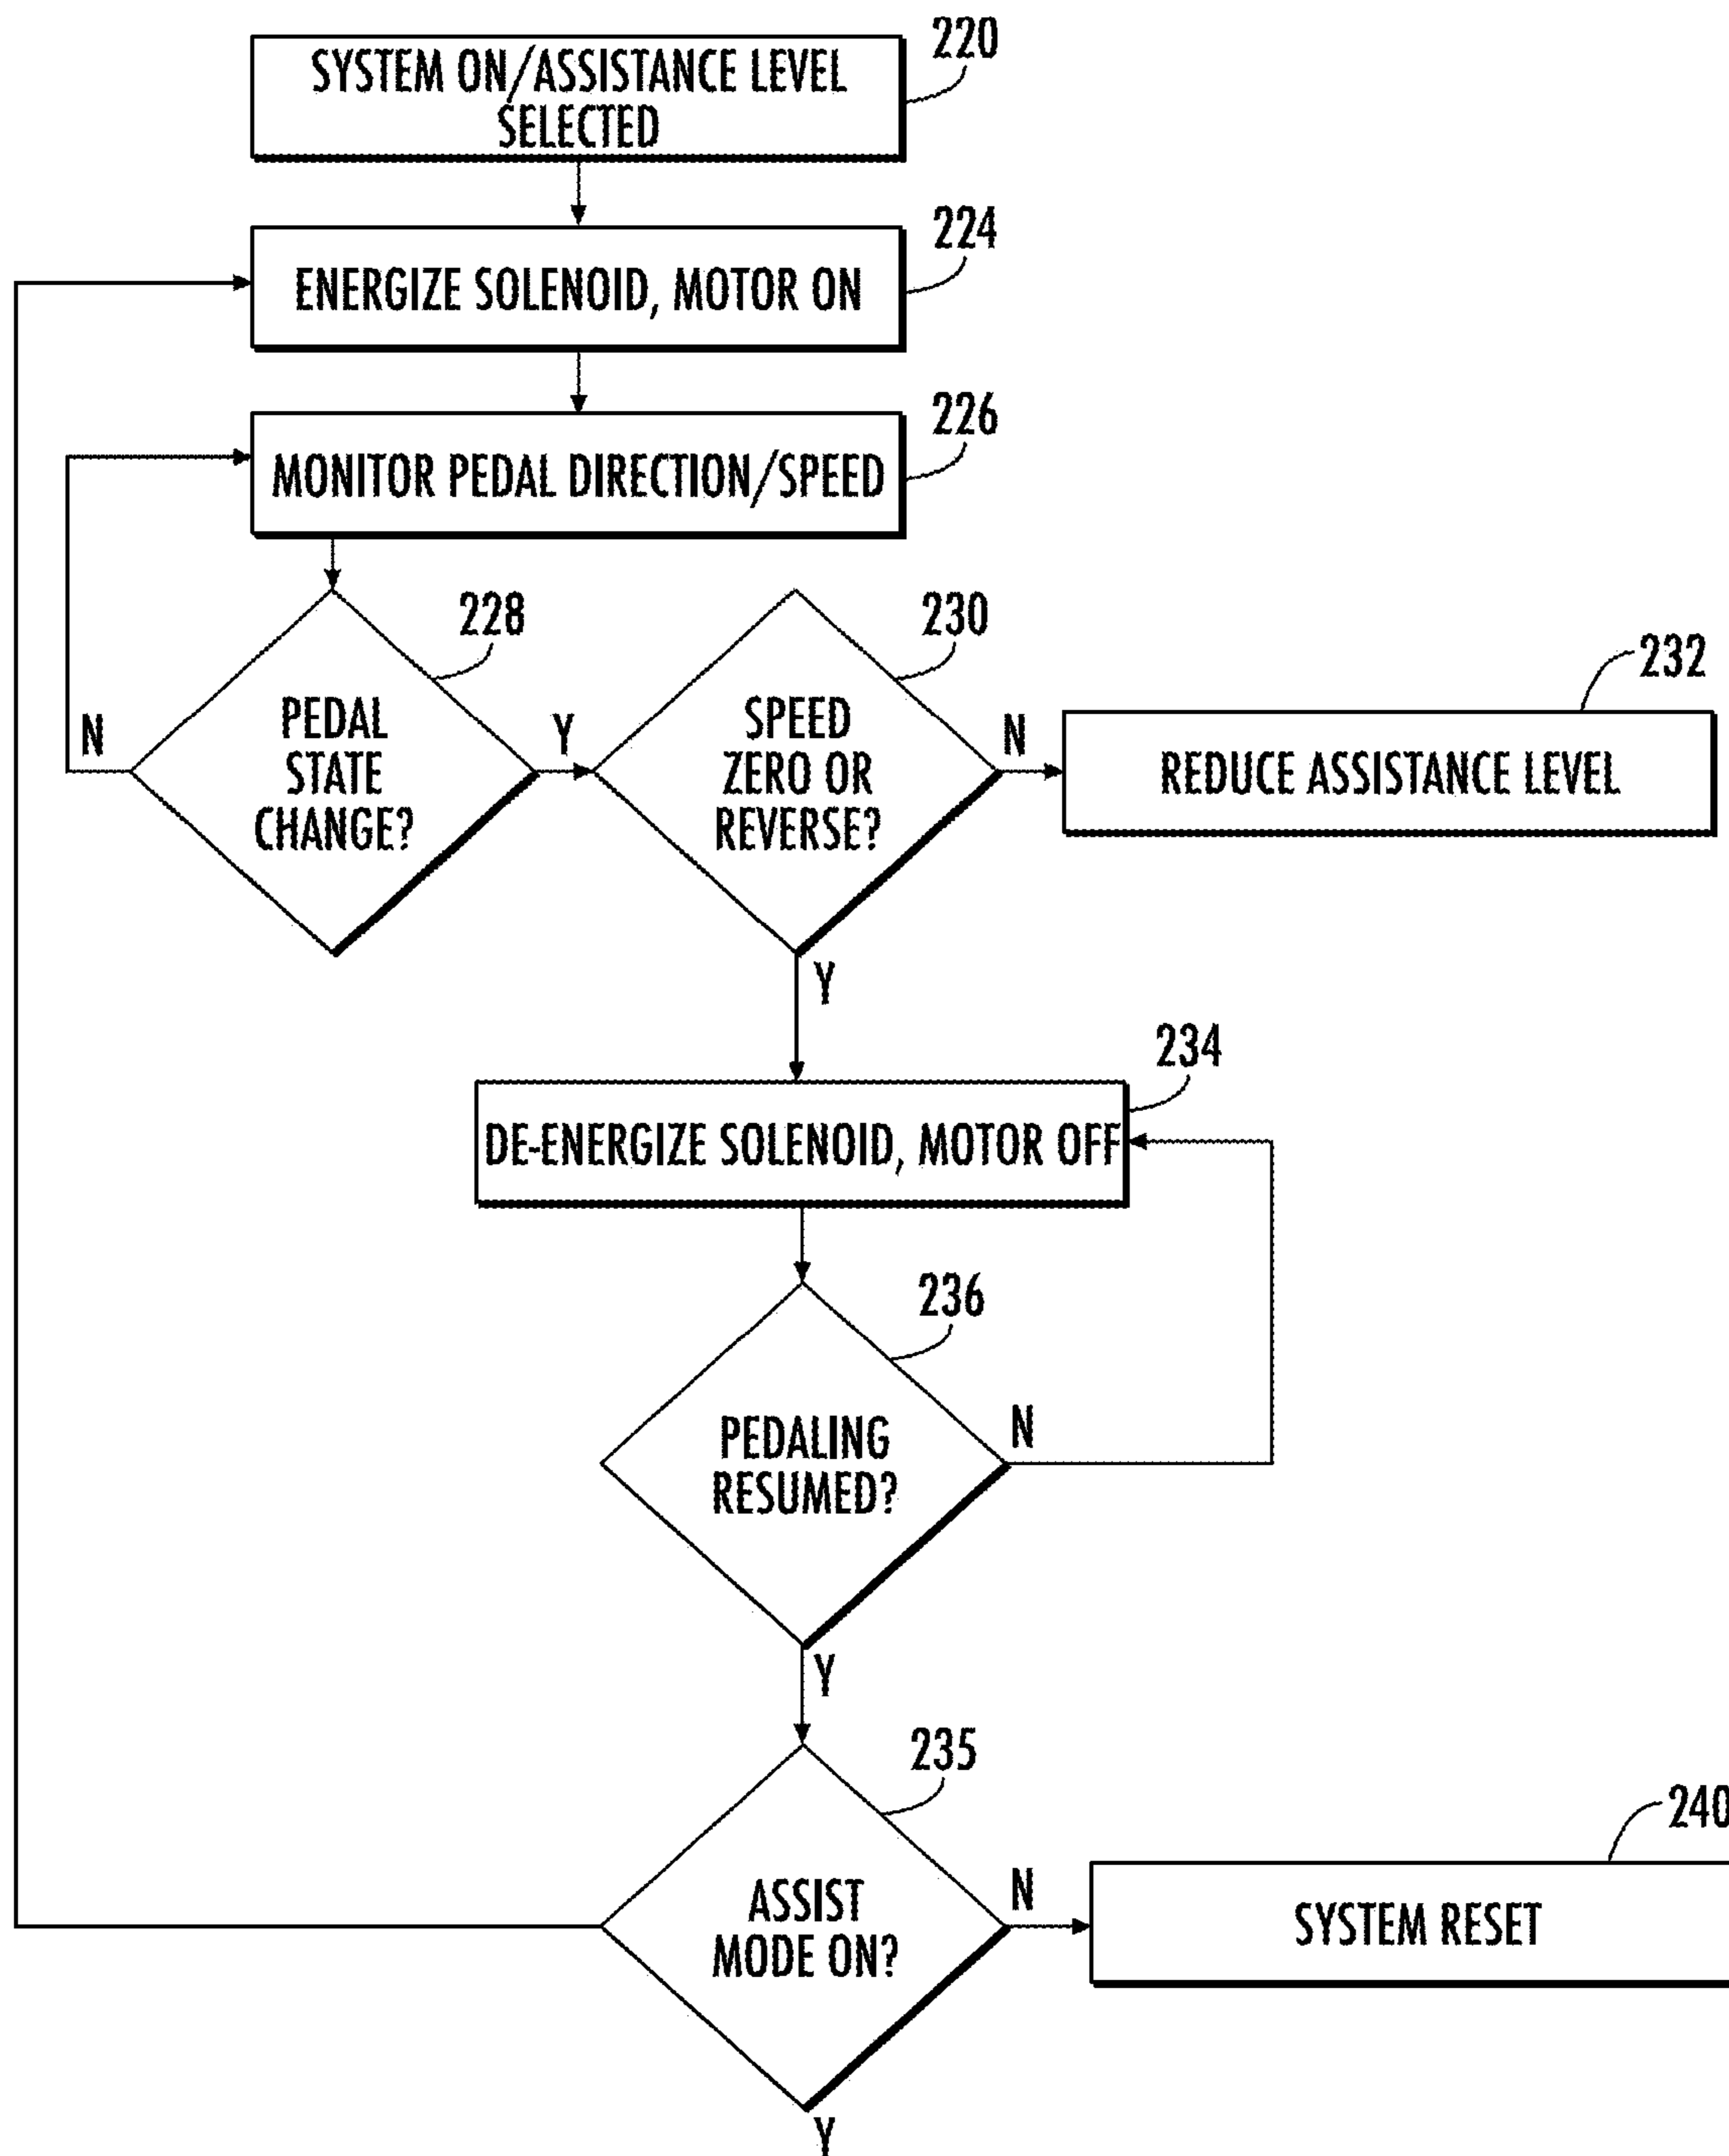 220
SYSTEM ON/ASSISTANCE LEVEL
SELECTED
224
ENERGIZE SOLENOID, MOTOR ON
226
MONITOR PEDAL DIRECTION/SPEED
228
230
232
N
PEDAL
STATE
CHANGE?
Y
SPEED
ZERO OR
REVERSE?
N
REDUCE ASSISTANCE LEVEL
Y
234
DE-ENERGIZE SOLENOID, MOTOR OFF
236
PEDALING
RESUMED?
N
Y
235
240
ASSIST
MODE ON?
N
SYSTEM RESET
Y